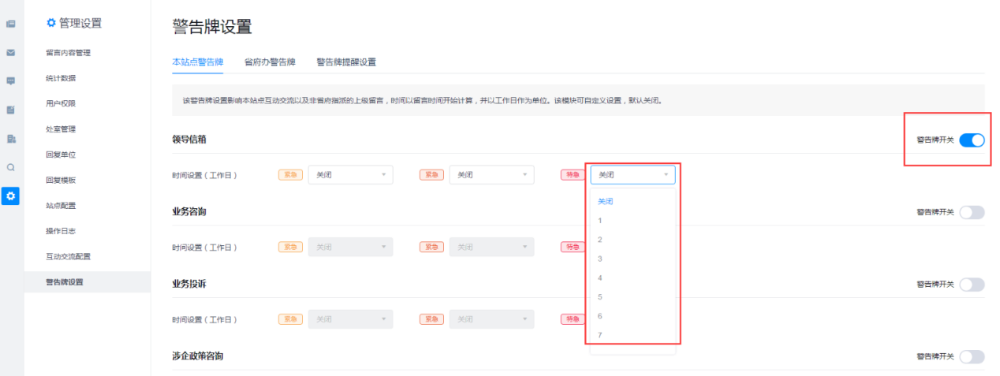 管理设置
留言内容管理
统计数据
用户权限
处室管理
回复单位
回复模板
站点配置
操作日志
互动交流配置
警告牌设置
警告牌设置
本站点警告牌 省府办警告牌 警告牌提醒设置
该警告牌设置影响本站点互动交流以及非省府指派的上级留言，时间以留言时间开始计算，并以工作日作为单位。该模块可自定义设置，默认关闭。
领导信箱 警告牌开关
时间设置（工作日） 紧急 关闭 紧急 关闭 特急 关闭
关闭
1
2
3
4
5
6
7
业务咨询 警告牌开关
时间设置（工作日） 紧急 关闭 紧急 关闭 特急
业务投诉 警告牌开关
时间设置（工作日） 紧急 关闭 紧急 关闭 特急
涉企政策咨询 警告牌开关